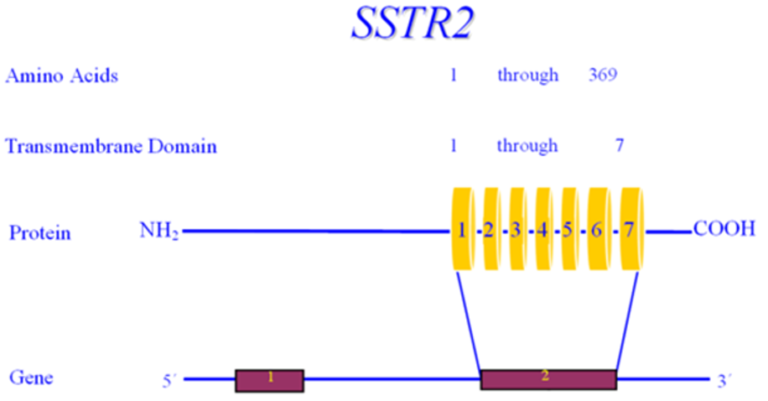 SSTR2
Amino Acids 1 through 369
Transmembrane Domain 1 through 7
Protein NH₂ 1 - 2 - 3 - 4 - 5 - 6 - 7 COOH
Gene 5´ 1 2 3´